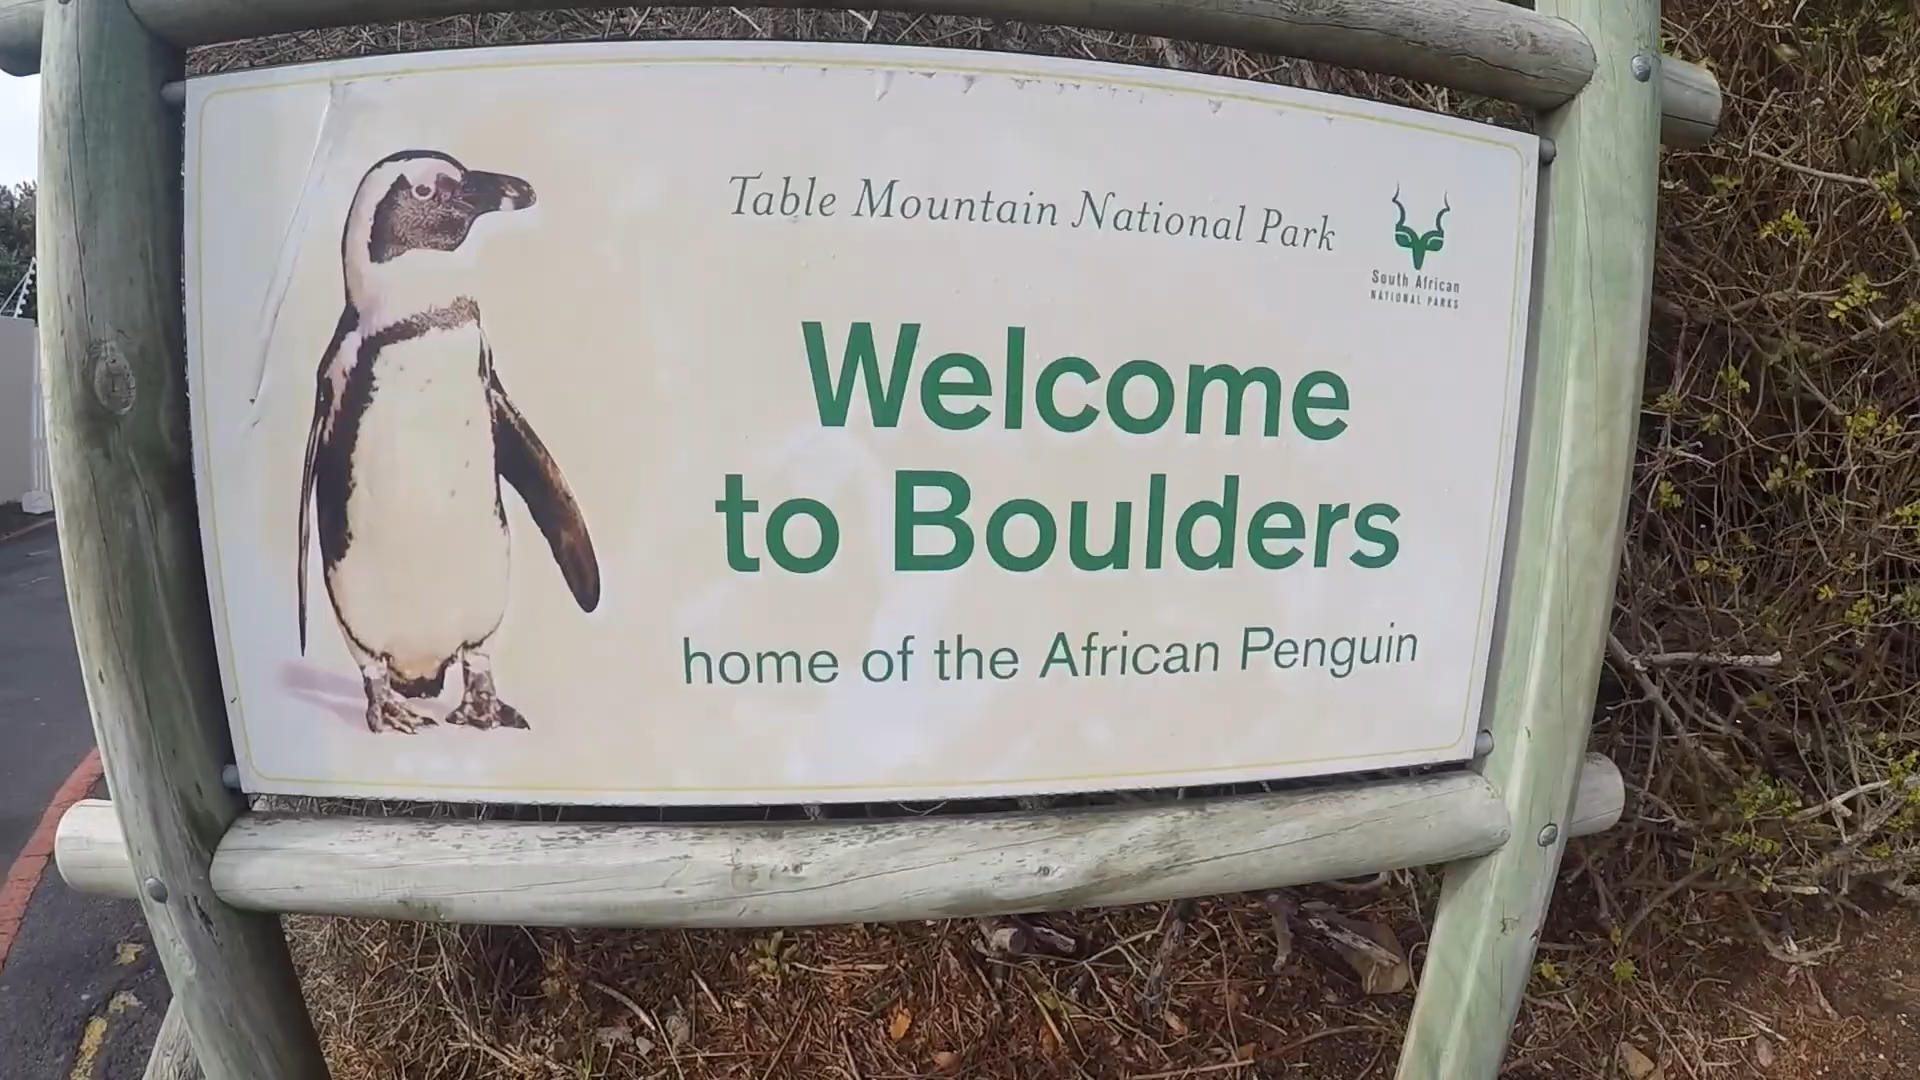 Table Mountain National Park
South African
NATIONAL PARKS
Welcome
to Boulders
home of the African Penguin